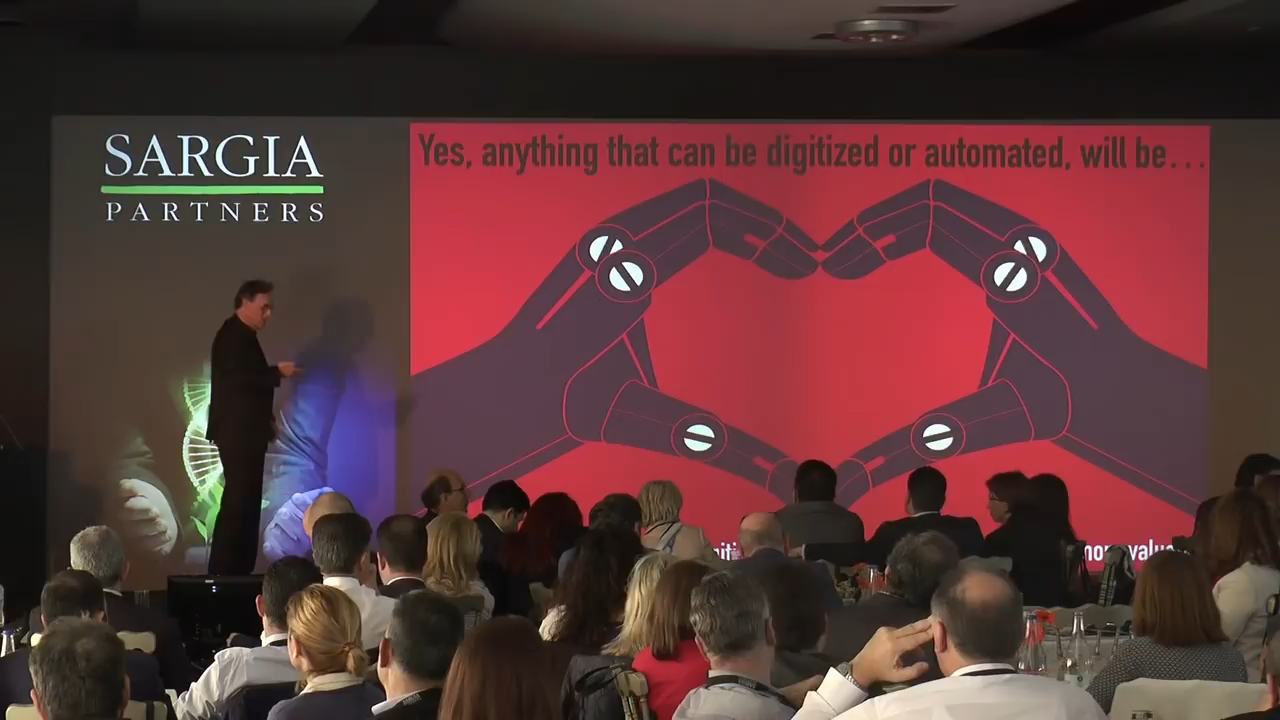 SARGIA
PARTNERS
Yes, anything that can be digitized or automated, will be...